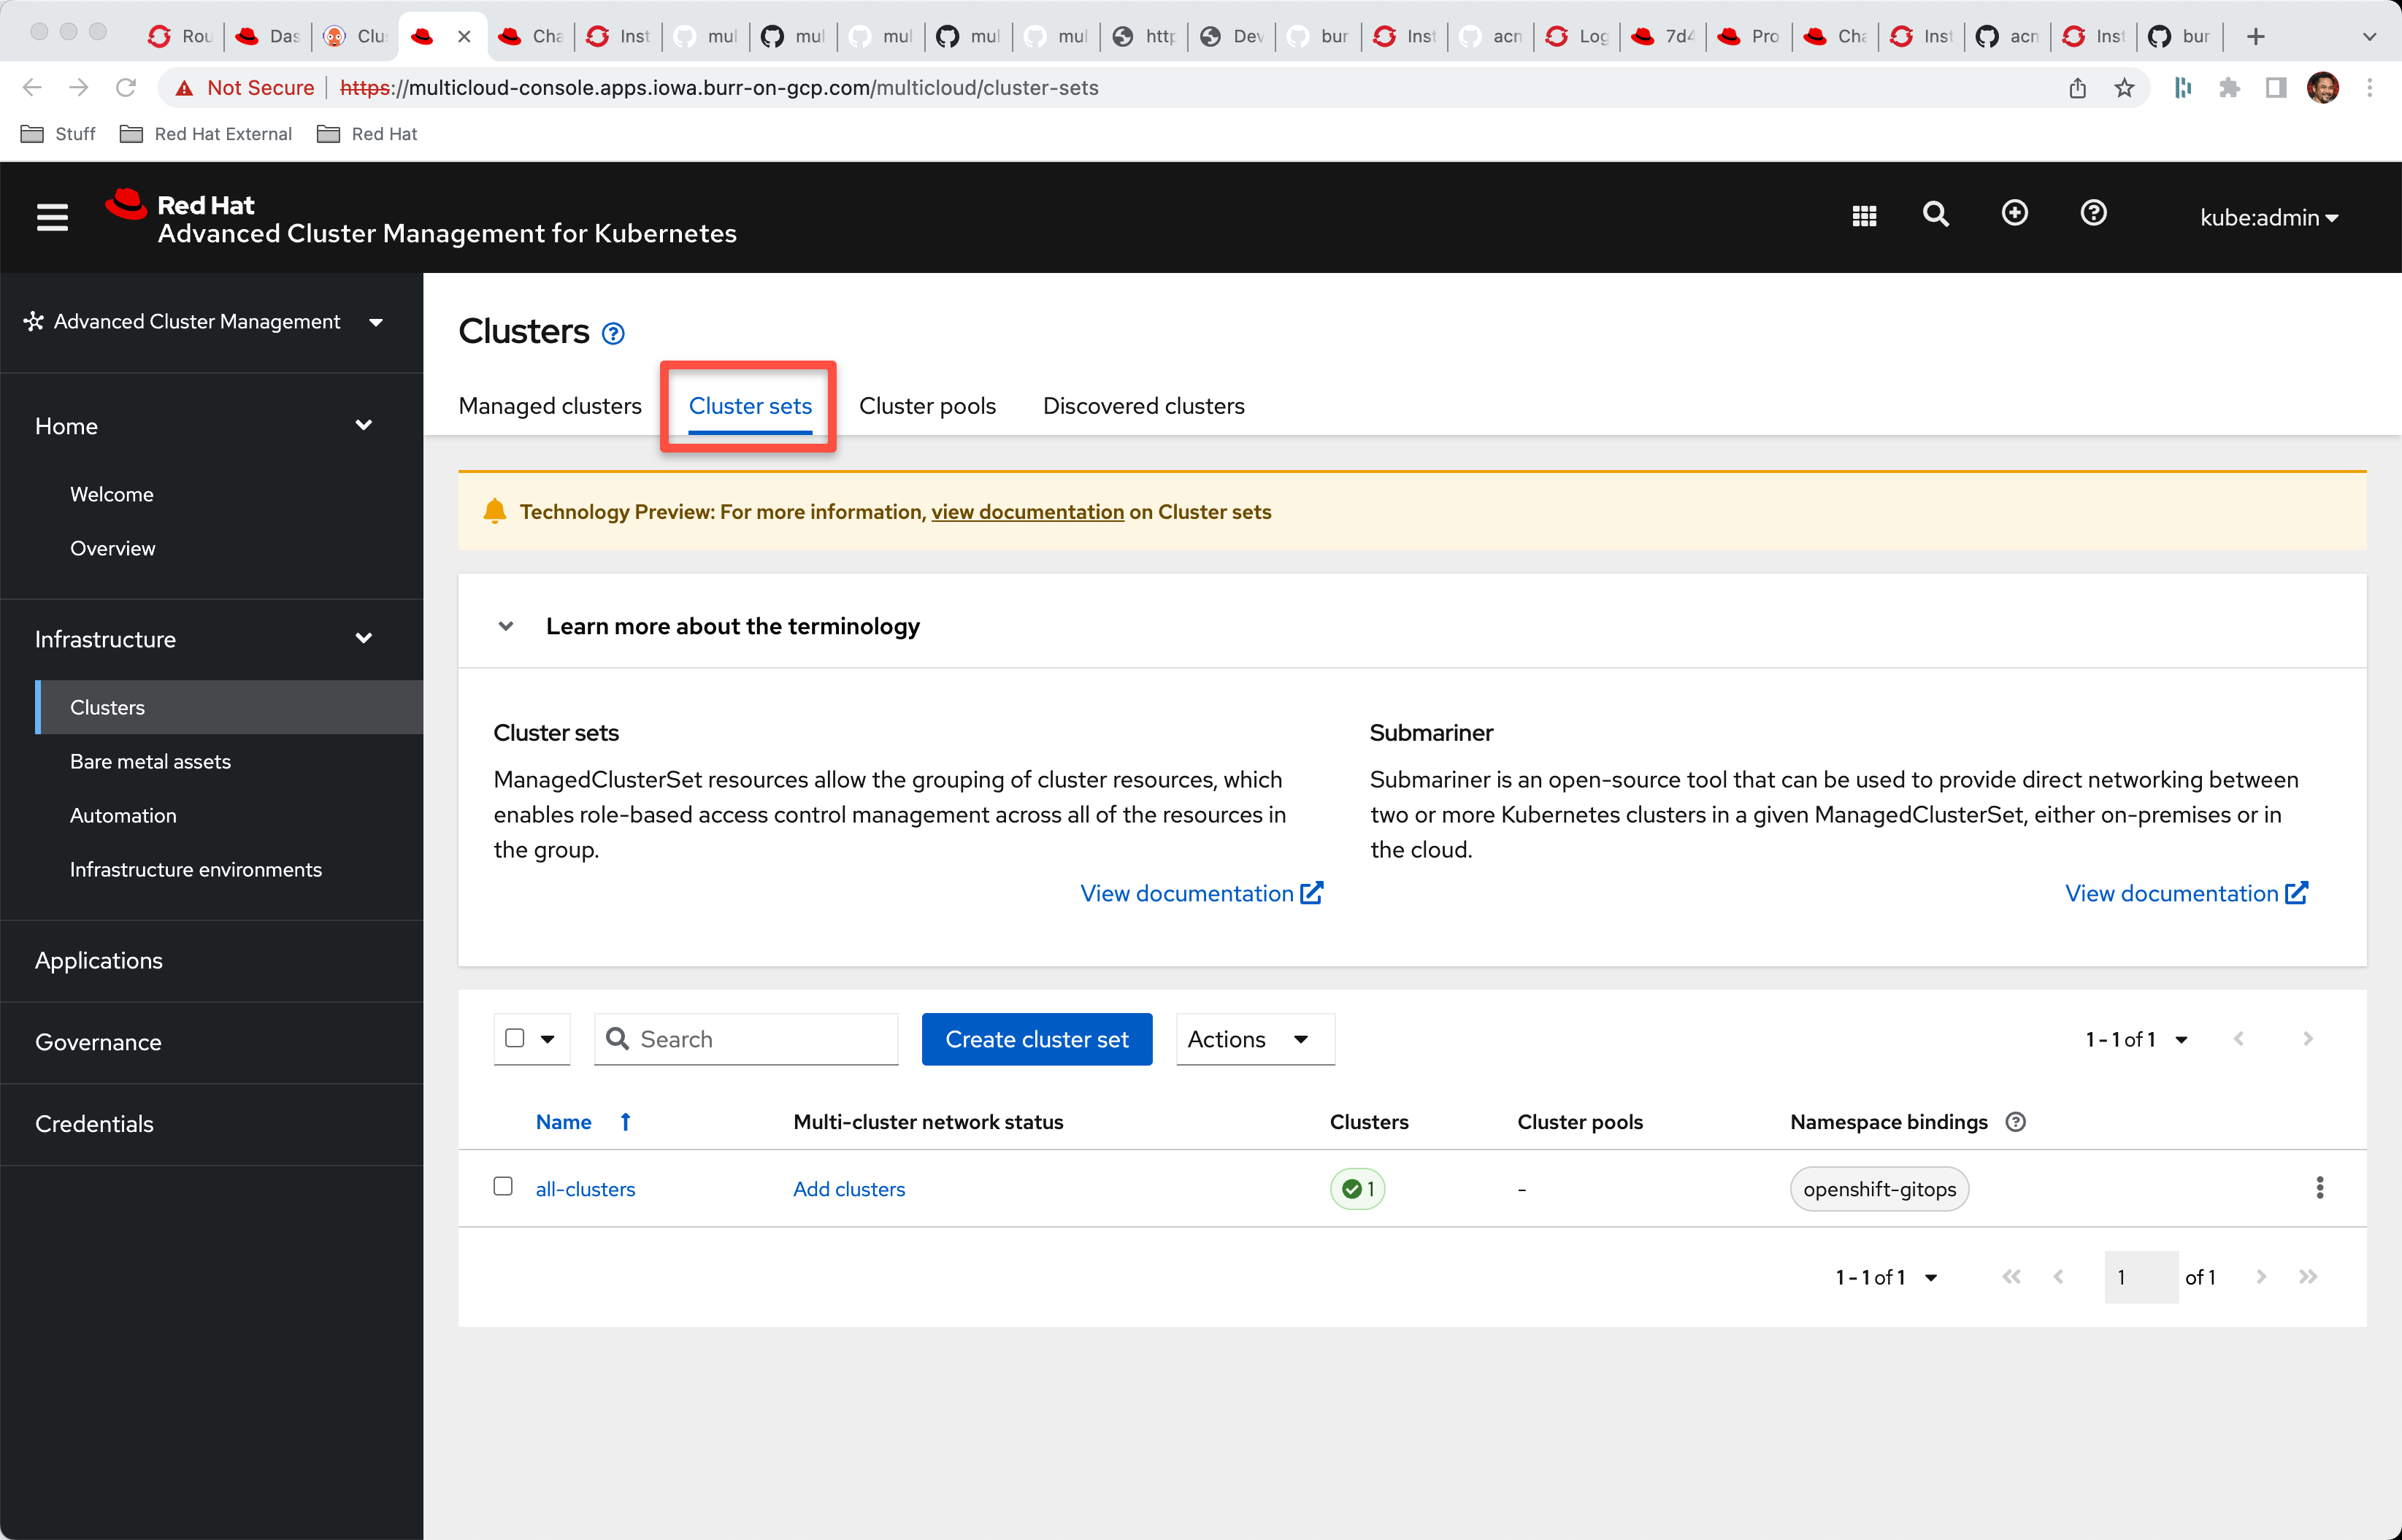 Rou
Das
Clu
Cha
Inst
mul
mul
mul
mul
mul
http
Dev
bur
Inst
acn
Log
7d4
Pro
Cha
Inst
acn
Inst
bur
Not Secure
https://multicloud-console.apps.iowa.burr-on-gcp.com/multicloud/cluster-sets
Stuff
Red Hat External
Red Hat
Red Hat
Advanced Cluster Management for Kubernetes
kube:admin
Advanced Cluster Management
Home
Welcome
Overview
Infrastructure
Clusters
Bare metal assets
Automation
Infrastructure environments
Applications
Governance
Credentials
Clusters
Managed clusters
Cluster sets
Cluster pools
Discovered clusters
Technology Preview: For more information, view documentation on Cluster sets
Learn more about the terminology
Cluster sets
ManagedClusterSet resources allow the grouping of cluster resources, which
enables role-based access control management across all of the resources in
the group.
View documentation
Submariner
Submariner is an open-source tool that can be used to provide direct networking between
two or more Kubernetes clusters in a given ManagedClusterSet, either on-premises or in
the cloud.
View documentation
Search
Create cluster set
Actions
1 - 1 of 1
Name
Multi-cluster network status
Clusters
Cluster pools
Namespace bindings
all-clusters
Add clusters
1
-
openshift-gitops
1 - 1 of 1
1
of 1